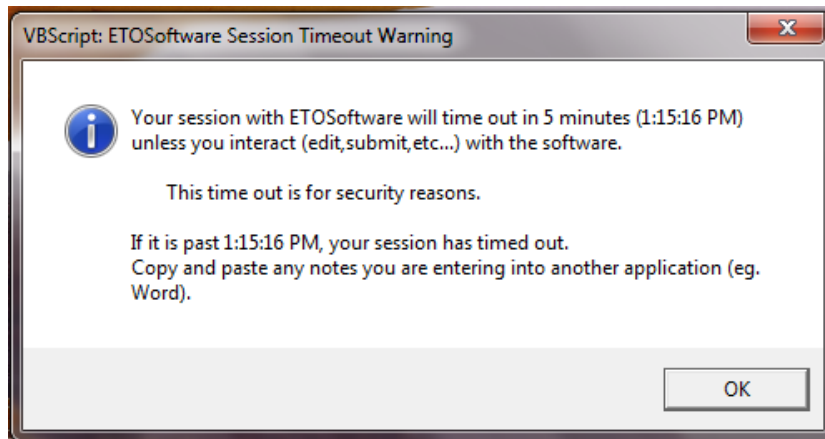 VBScript: ETOSoftware Session Timeout Warning
Your session with ETOSoftware will time out in 5 minutes (1:15:16 PM)
unless you interact (edit,submit,etc...) with the software.
This time out is for security reasons.
If it is past 1:15:16 PM, your session has timed out.
Copy and paste any notes you are entering into another application (eg.
Word).
OK